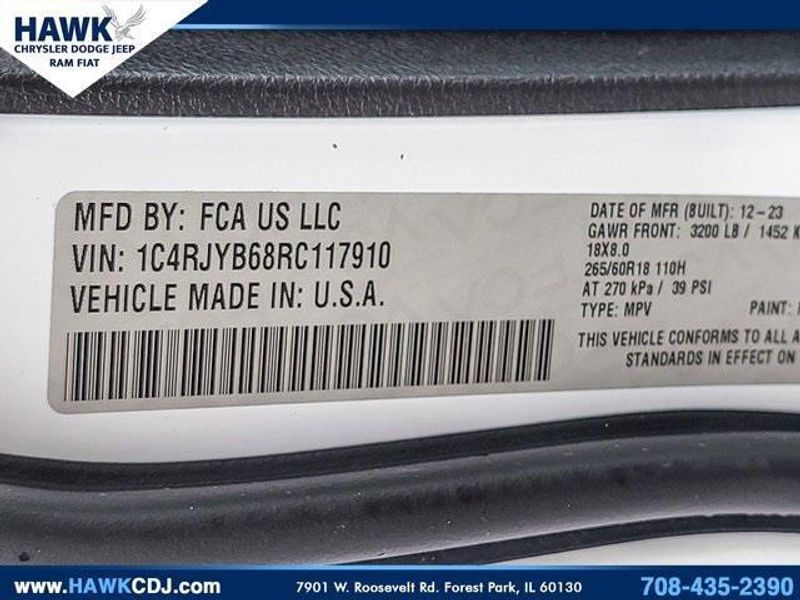 HAWK
CHRYSLER DODGE JEEP
RAM FIAT
MFD BY: FCA US LLC
VIN: 1C4RJYB68RC117910
VEHICLE MADE IN: U.S.A.
DATE OF MFR (BUILT): 12-23
GAWR FRONT: 3200 LB / 1452 K
18X8.0
265/60R18 110H
AT 270 kPa / 39 PSI
TYPE: MPV PAINT:
THIS VEHICLE CONFORMS TO ALL A
STANDARDS IN EFFECT ON
www.HAWKCDJ.com
7901 W. Roosevelt Rd. Forest Park, IL 60130
708-435-2390